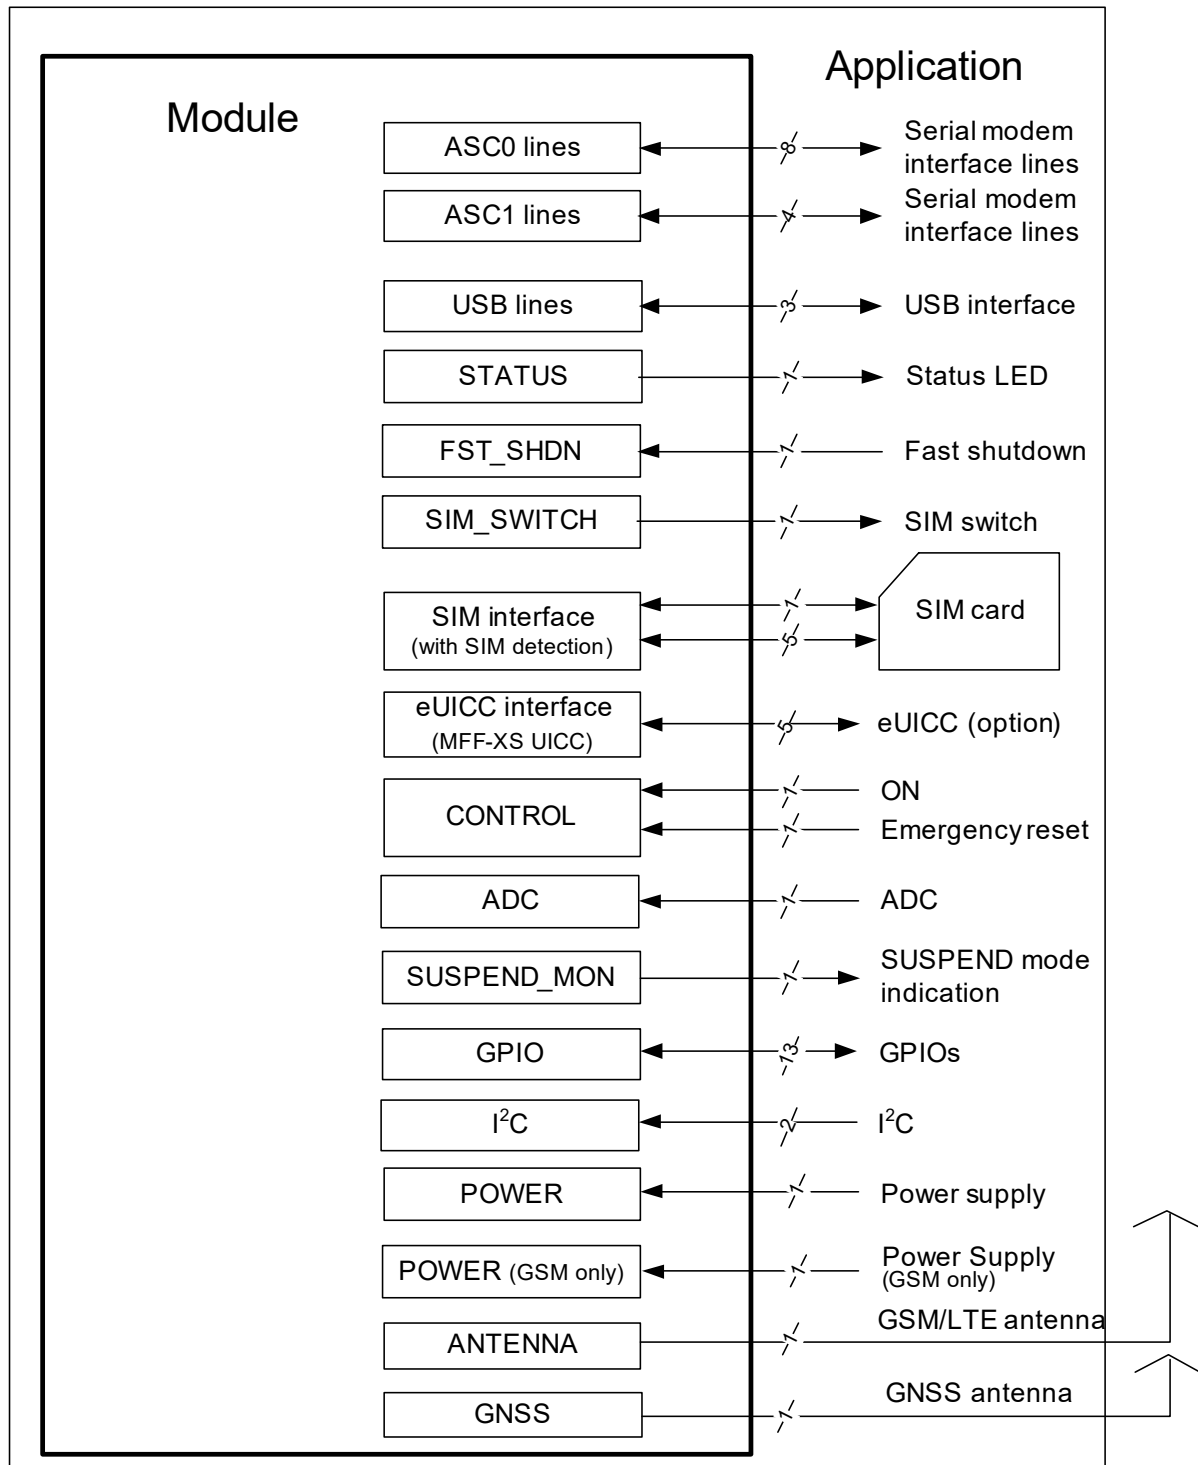 Application
Module
ASC0 lines
8
Serial modem
interface lines
ASC1 lines
4
Serial modem
interface lines
USB lines
3
USB interface
STATUS
1
Status LED
FST_SHDN
1
Fast shutdown
SIM_SWITCH
1
SIM switch
SIM interface
(with SIM detection)
1
5
SIM card
eUICC interface
(MFF-XS UICC)
5
eUICC (option)
CONTROL
1
ON
1
Emergency reset
ADC
1
ADC
SUSPEND_MON
1
SUSPEND mode
indication
GPIO
13
GPIOs
I²C
2
I²C
POWER
1
Power supply
POWER (GSM only)
1
Power Supply
(GSM only)
ANTENNA
1
GSM/LTE antenna
GNSS
1
GNSS antenna